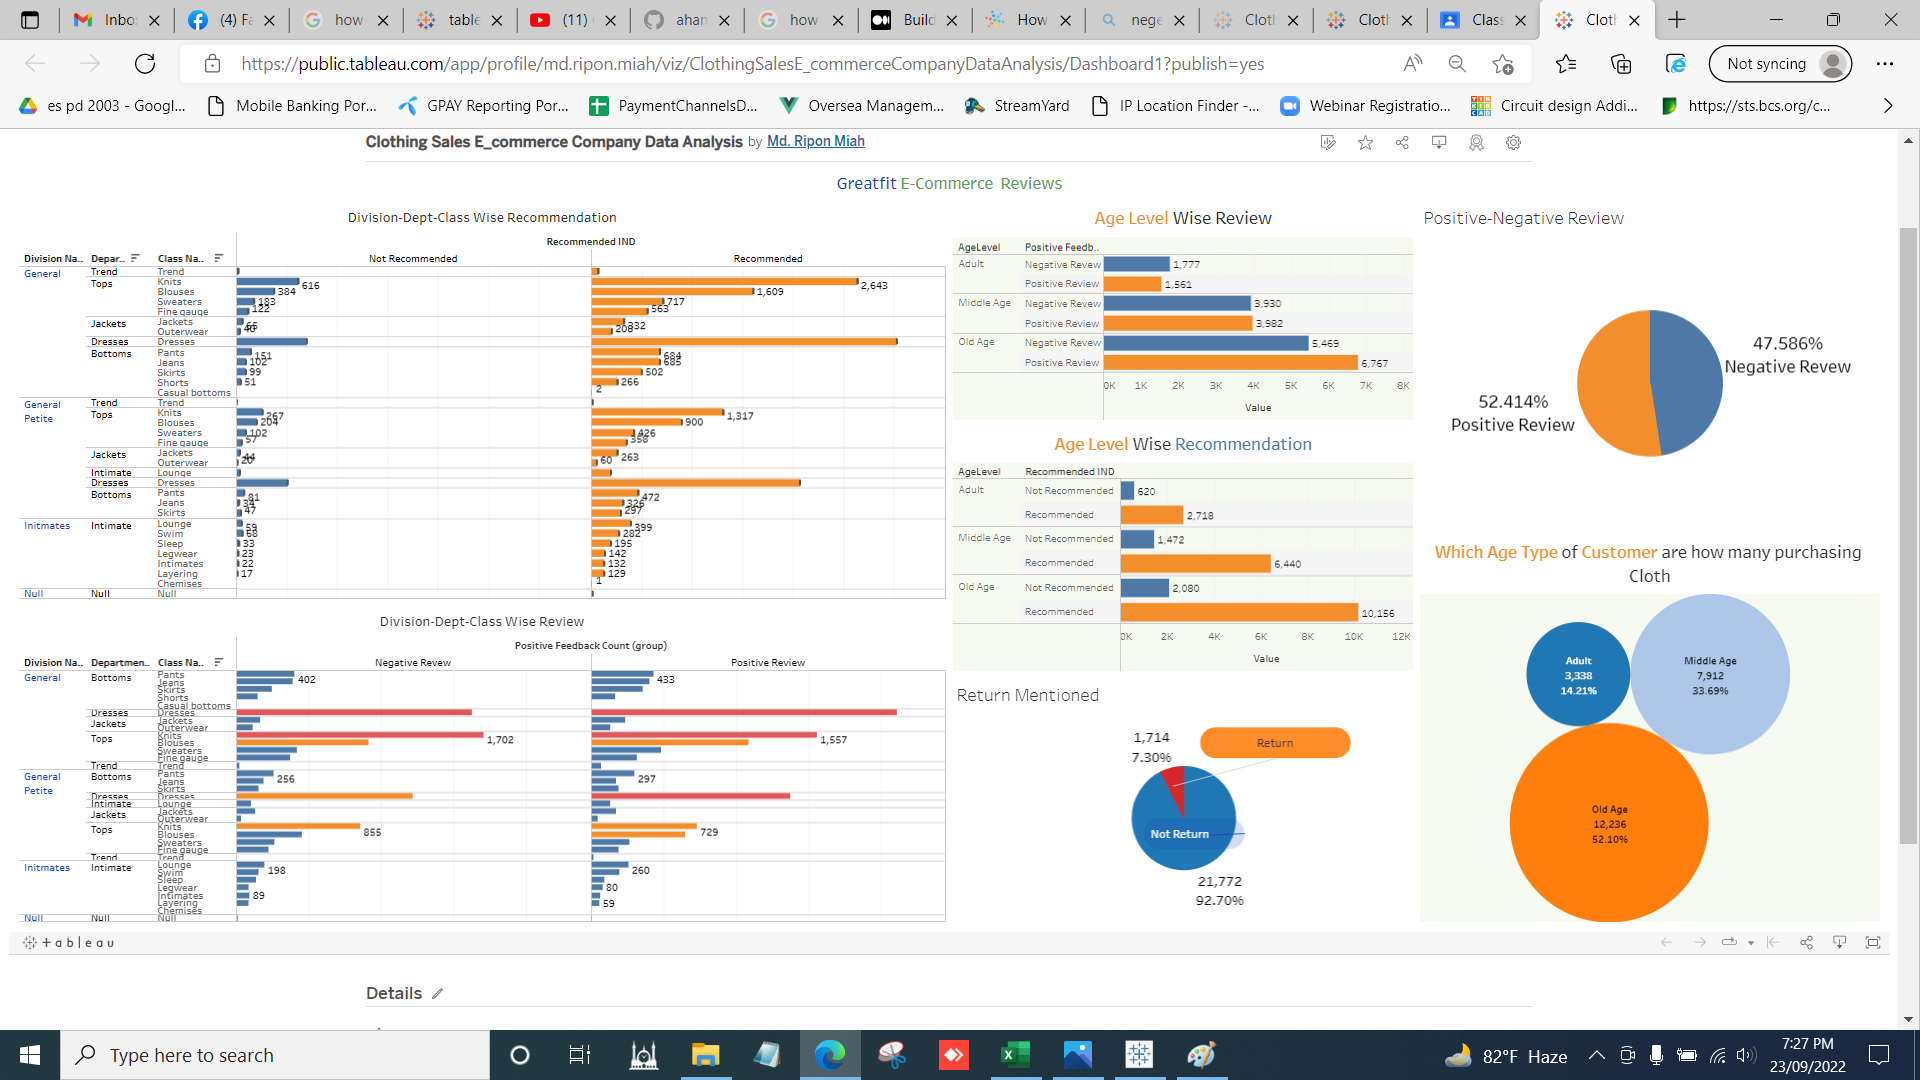 Inbo
(4) Fa
how
table
(11)
ahan
how
Build
How
nege
Cloth
Cloth
Class
Cloth
https://public.tableau.com/app/profile/md.ripon.miah/viz/ClothingSalesE_commerceCompanyDataAnalysis/Dashboard1?publish=yes
Not syncing
es pd 2003 - Googl...
Mobile Banking Por...
GPAY Reporting Por...
PaymentChannelsD...
Oversea Managem...
StreamYard
IP Location Finder -...
Webinar Registratio...
Circuit design Addi...
https://sts.bcs.org/c...
Clothing Sales E_commerce Company Data Analysis by Md. Ripon Miah
Greatfit E-Commerce Reviews
Division-Dept-Class Wise Recommendation
Recommended IND
Division Na.. Depar.. Class Na.. Not Recommended Recommended
General Trend Trend
Tops Knits 616 2,643
Blouses 384 1,609
Sweaters 183 717
Fine gauge 122 563
Jackets Jackets 65 332
Outerwear 40 208
Dresses Dresses
Bottoms Pants 151 684
Jeans 102 685
Skirts 99 502
Shorts 51 266
Casual bottoms 2
General Petite Trend Trend
Tops Knits 267 1,317
Blouses 204 900
Sweaters 102 426
Fine gauge 57 358
Jackets Jackets 44 263
Outerwear 20 60
Intimate Lounge
Dresses Dresses
Bottoms Pants 81 472
Jeans 34 326
Skirts 47 297
Initmates Intimate Lounge 59 399
Swim 68 282
Sleep 33 195
Legwear 23 142
Intimates 22 132
Layering 17 129
Chemises 1
Null Null Null
Division-Dept-Class Wise Review
Positive Feedback Count (group)
Division Na.. Departmen.. Class Na.. Negative Revew Positive Review
General Bottoms Pants
Jeans 402 433
Skirts
Shorts
Casual bottoms
Dresses Dresses
Jackets Jackets
Outerwear
Tops Knits 1,702 1,557
Blouses
Sweaters
Fine gauge
Trend Trend
General Petite Bottoms Pants 256 297
Jeans
Skirts
Dresses Dresses
Intimate Lounge
Jackets Jackets
Outerwear
Tops Knits 855 729
Blouses
Sweaters
Fine gauge
Trend Trend
Initmates Intimate Lounge 198 260
Swim
Sleep
Legwear 80
Intimates 89
Layering 59
Chemises
Null Null Null
Age Level Wise Review
AgeLevel Positive Feedb..
Adult Negative Revew 1,777
Positive Review 1,561
Middle Age Negative Revew 3,930
Positive Review 3,982
Old Age Negative Revew 5,469
Positive Review 6,767
0K 1K 2K 3K 4K 5K 6K 7K 8K
Value
Age Level Wise Recommendation
AgeLevel Recommended IND
Adult Not Recommended 620
Recommended 2,718
Middle Age Not Recommended 1,472
Recommended 6,440
Old Age Not Recommended 2,080
Recommended 10,156
0K 2K 4K 6K 8K 10K 12K
Value
Return Mentioned
1,714
7.30%
Return
Not Return
21,772
92.70%
Positive-Negative Review
47.586%
Negative Revew
52.414%
Positive Review
Which Age Type of Customer are how many purchasing
Cloth
Adult
3,338
14.21%
Middle Age
7,912
33.69%
Old Age
12,236
52.10%
+ a b | e a u
Details
Type here to search
82°F Haze
7:27 PM
23/09/2022